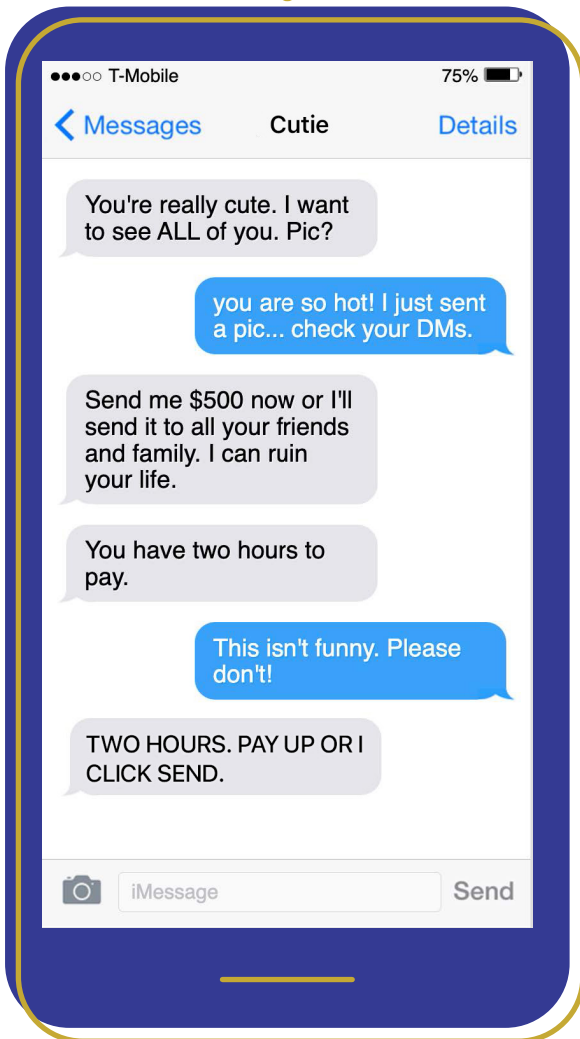 T-Mobile 75%
Messages Cutie Details
You're really cute. I want
to see ALL of you. Pic?
you are so hot! I just sent
a pic... check your DMs.
Send me $500 now or I'll
send it to all your friends
and family. I can ruin
your life.
You have two hours to
pay.
This isn't funny. Please
don't!
TWO HOURS. PAY UP OR I
CLICK SEND.
iMessage Send